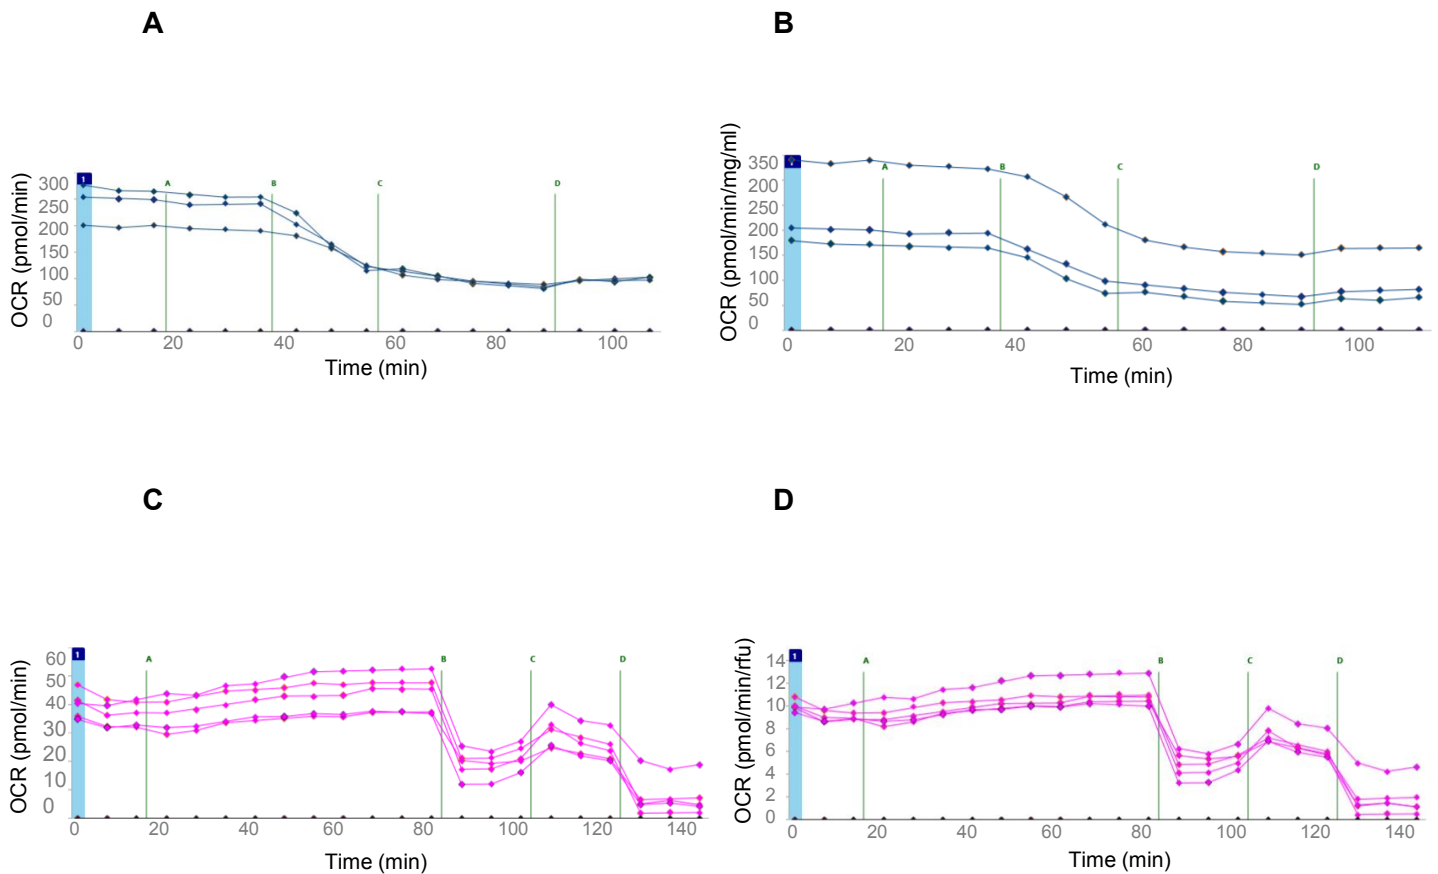 A
B
OCR (pmol/min)
300
250
200
150
100
50
0
1
A
B
C
D
0 20 40 60 80 100
Time (min)
OCR (pmol/min/mg/ml)
350
200
250
200
150
100
50
0
A
B
C
D
0 20 40 60 80 100
Time (min)
C
D
OCR (pmol/min)
60
50
40
30
20
10
0
1
A
B
C
D
0 20 40 60 80 100 120 140
Time (min)
OCR (pmol/min/rfu)
14
12
10
8
6
4
2
0
1
A
B
C
D
0 20 40 60 80 100 120 140
Time (min)